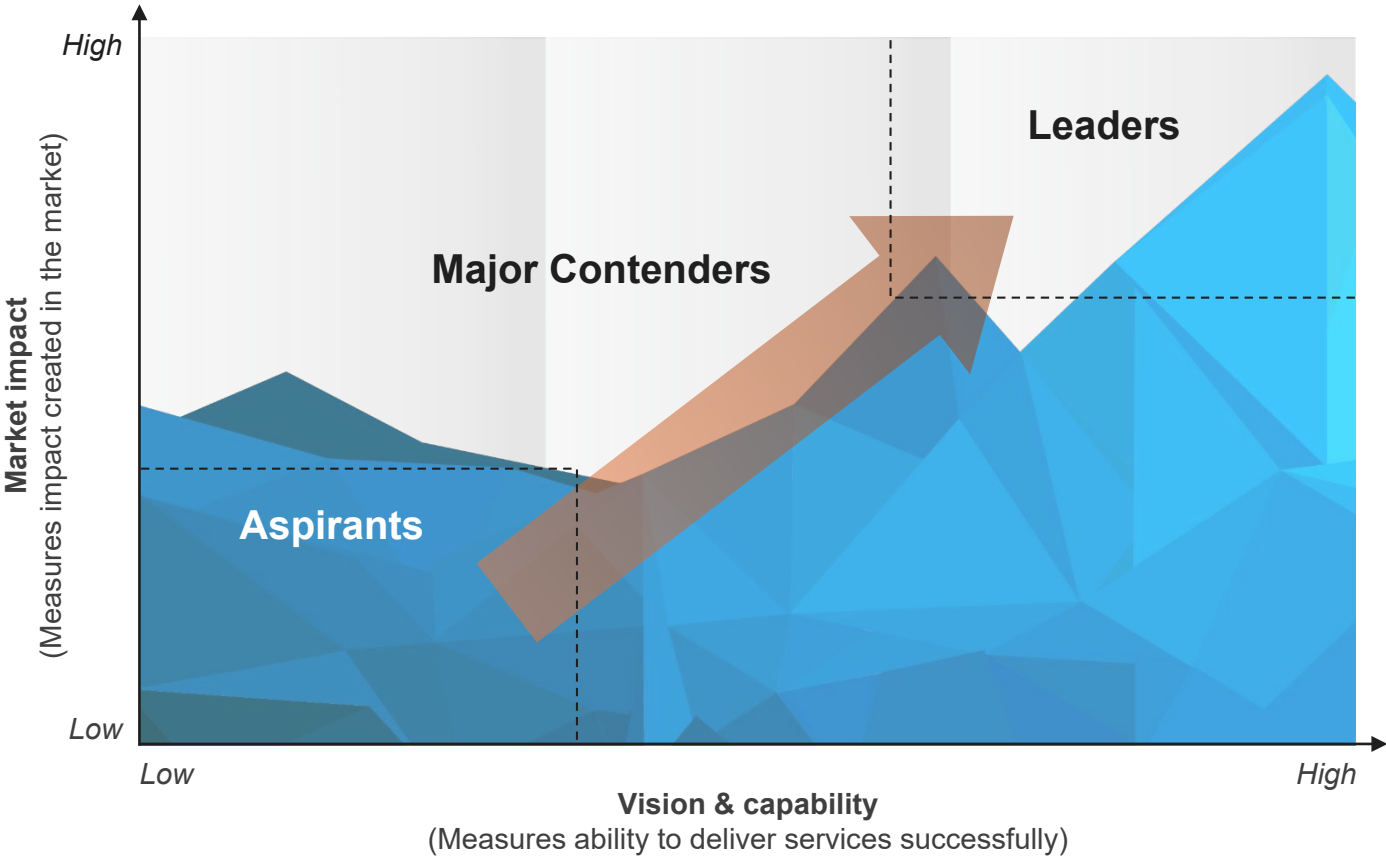 High
Leaders
Major Contenders
Market impact
(Measures impact created in the market)
Aspirants
Low
Low
High
Vision & capability
(Measures ability to deliver services successfully)